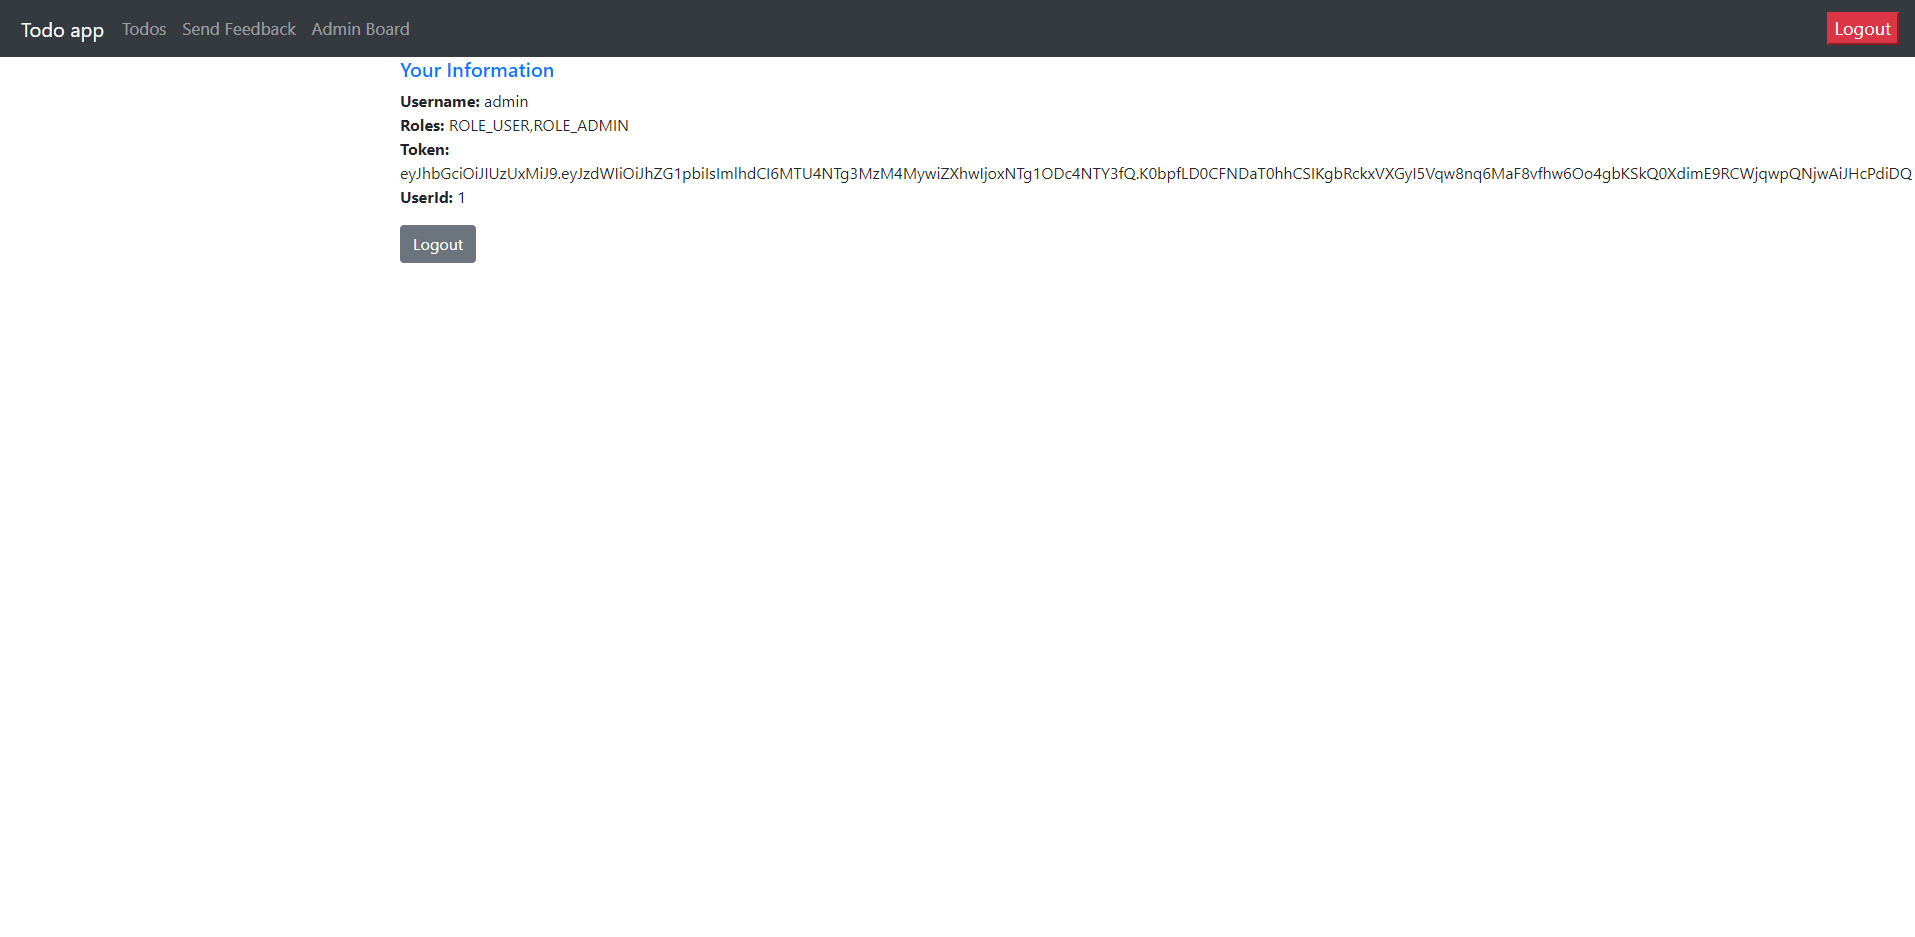 Todo app Todos Send Feedback Admin Board Logout
Your Information
Username: admin
Roles: ROLE_USER,ROLE_ADMIN
Token:
eyJhbGciOiJIUzUxMiJ9.eyJzdWIiOiJhZG1pbiIsImlhdCI6MTU4NTg3MzM4MywiZXhwIjoxNTg1ODc4NTY3fQ.K0bpfLD0CFNDaT0hhCSIKgbRckxVXGyI5Vqw8nq6MaF8vfhw6Oo4gbKSkQ0XdimE9RCWjqwpQNjwAiJHcPdiDQ
UserId: 1
Logout